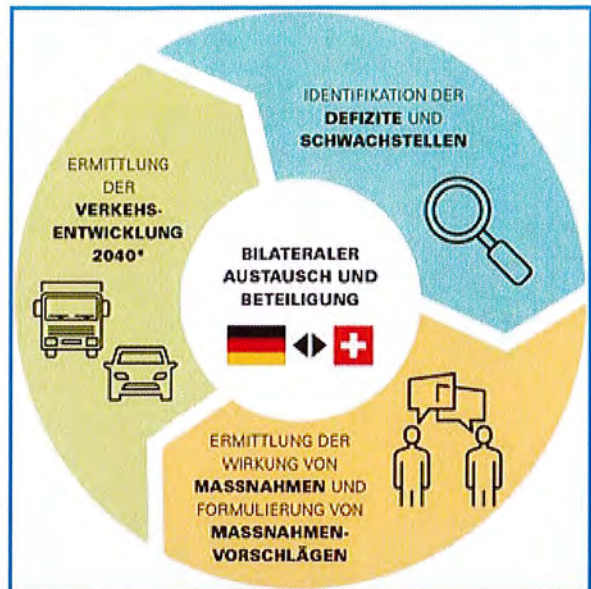 IDENTIFIKATION DER
DEFIZITE UND
SCHWACHSTELLEN
ERMITTLUNG
DER
VERKEHS-
ENTWICKLUNG
2040*
BILATERALER
AUSTAUSCH UND
BETEILIGUNG
ERMITTLUNG DER
WIRKUNG VON
MASSNAHMEN UND
FORMULIERUNG VON
MASSNAHMEN-
VORSCHLÄGEN